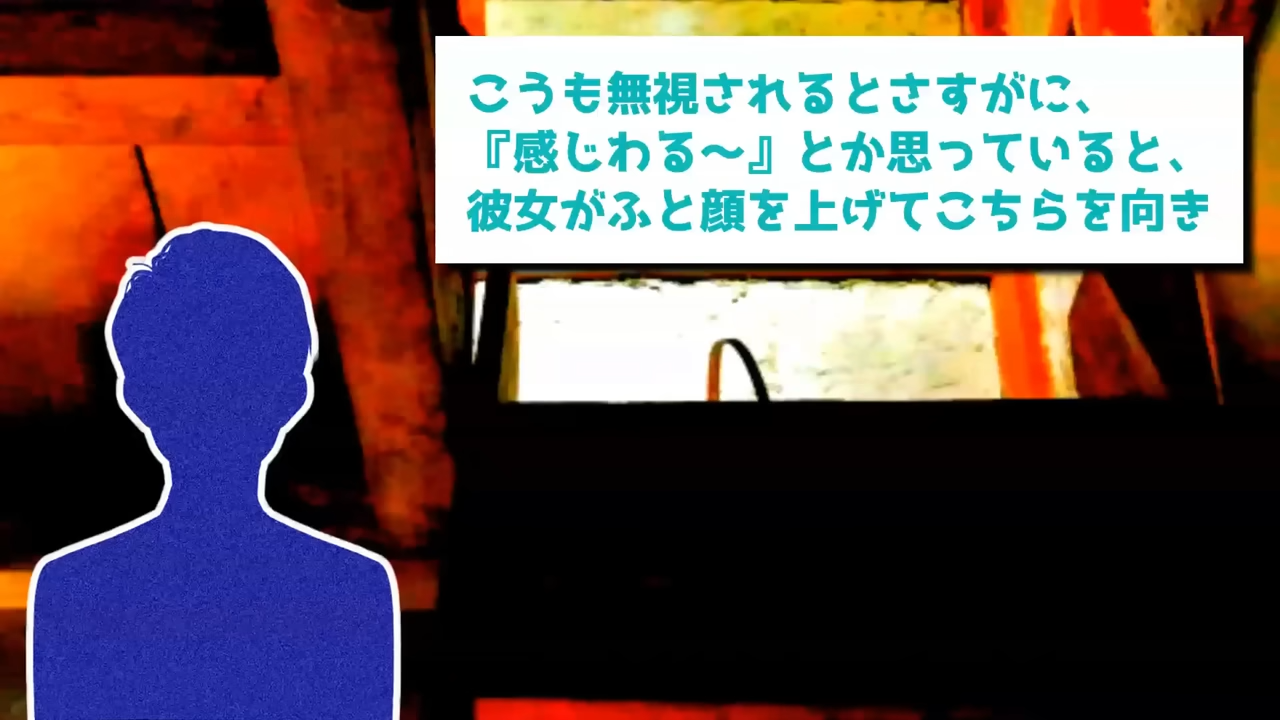 こうも無視されるとさすがに、
『感じわる～』とか思っていると、
彼女がふと顔を上げてこちらを向き